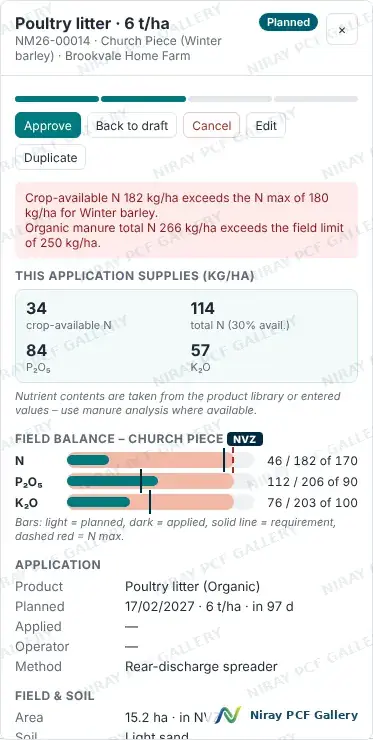 Poultry litter · 6 t/ha
Planned
×
NM26-00014 · Church Piece (Winter
barley) · Brookvale Home Farm
Approve
Back to draft
Cancel
Edit
Duplicate
Crop-available N 182 kg/ha exceeds the N max of 180
kg/ha for Winter barley.
Organic manure total N 266 kg/ha exceeds the field limit
of 250 kg/ha.
THIS APPLICATION SUPPLIES (KG/HA)
34
crop-available N
114
total N (30% avail.)
84
P₂O₅
57
K₂O
Nutrient contents are taken from the product library or entered
values – use manure analysis where available.
FIELD BALANCE – CHURCH PIECE NVZ
N 46 / 182 of 170
P₂O₅ 112 / 206 of 90
K₂O 76 / 203 of 100
Bars: light = planned, dark = applied, solid line = requirement,
dashed red = N max.
APPLICATION
Product Poultry litter (Organic)
Planned 17/02/2027 · 6 t/ha · in 97 d
Applied —
Operator —
Method Rear-discharge spreader
FIELD & SOIL
Area 15.2 ha · in
Niray PCF Gallery
Soil Light sand
NIRAY PCF GALLERY